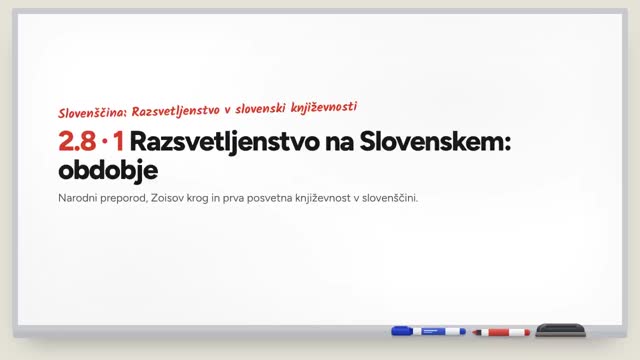 Slovenščina: Razsvetljenstvo v slovenski književnosti
2.8 · 1 Razsvetljenstvo na Slovenskem:
obdobje
Narodni preporod, Zoisov krog in prva posvetna književnost v slovenščini.